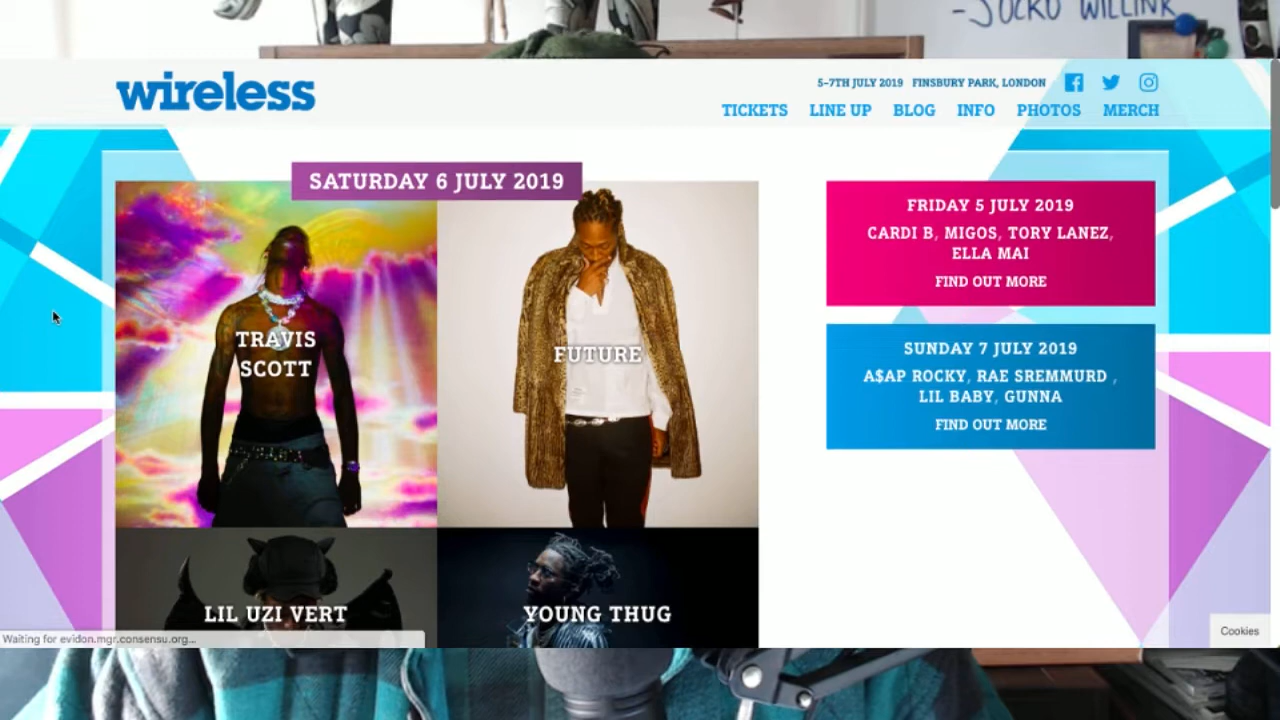 -JOCKO WILLINK
wireless
5-7TH JULY 2019 FINSBURY PARK, LONDON
TICKETS LINE UP BLOG INFO PHOTOS MERCH
SATURDAY 6 JULY 2019
TRAVIS
SCOTT
FUTURE
LIL UZI VERT
YOUNG THUG
FRIDAY 5 JULY 2019
CARDI B, MIGOS, TORY LANEZ,
ELLA MAI
FIND OUT MORE
SUNDAY 7 JULY 2019
A$AP ROCKY, RAE SREMMURD ,
LIL BABY, GUNNA
FIND OUT MORE
Waiting for evidon.mgr.consensu.org...
Cookies